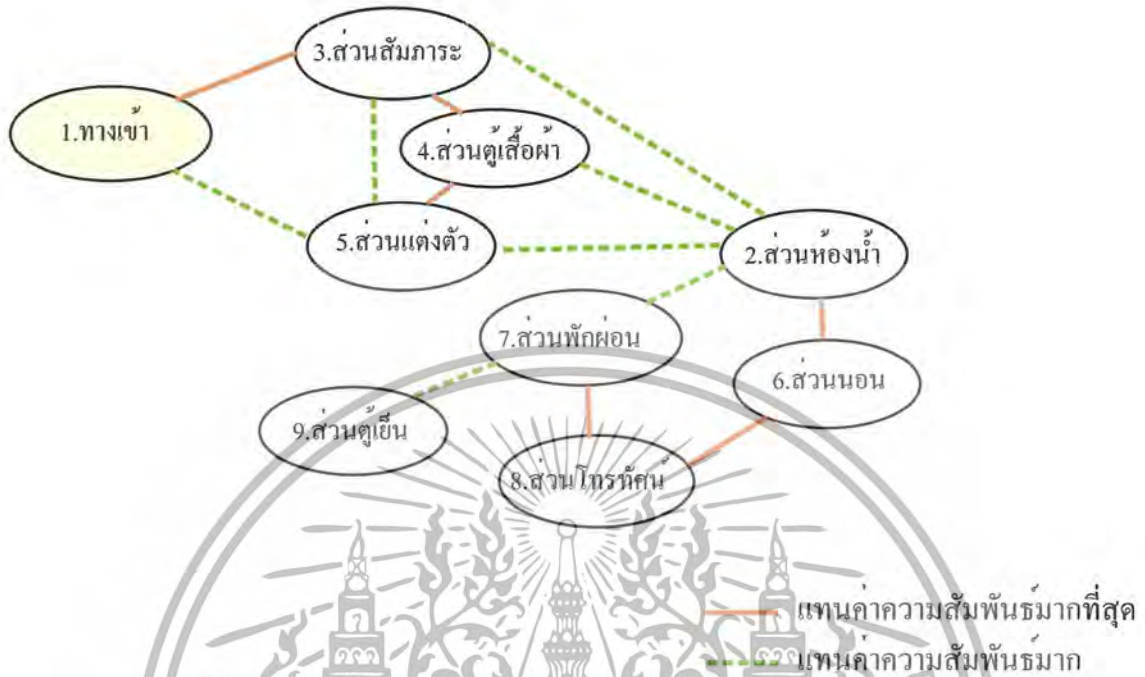 3.ส่วนสัมภาระ
1.ทางเข้า
4.ส่วนตู้เสื้อผ้า
5.ส่วนแต่งตัว
2.ส่วนห้องน้ำ
7.ส่วนพักผ่อน
6.ส่วนนอน
9.ส่วนตู้เย็น
8.ส่วนโทรทัศน์
แทนค่าความสัมพันธ์มากที่สุด
แทนค่าความสัมพันธ์มาก